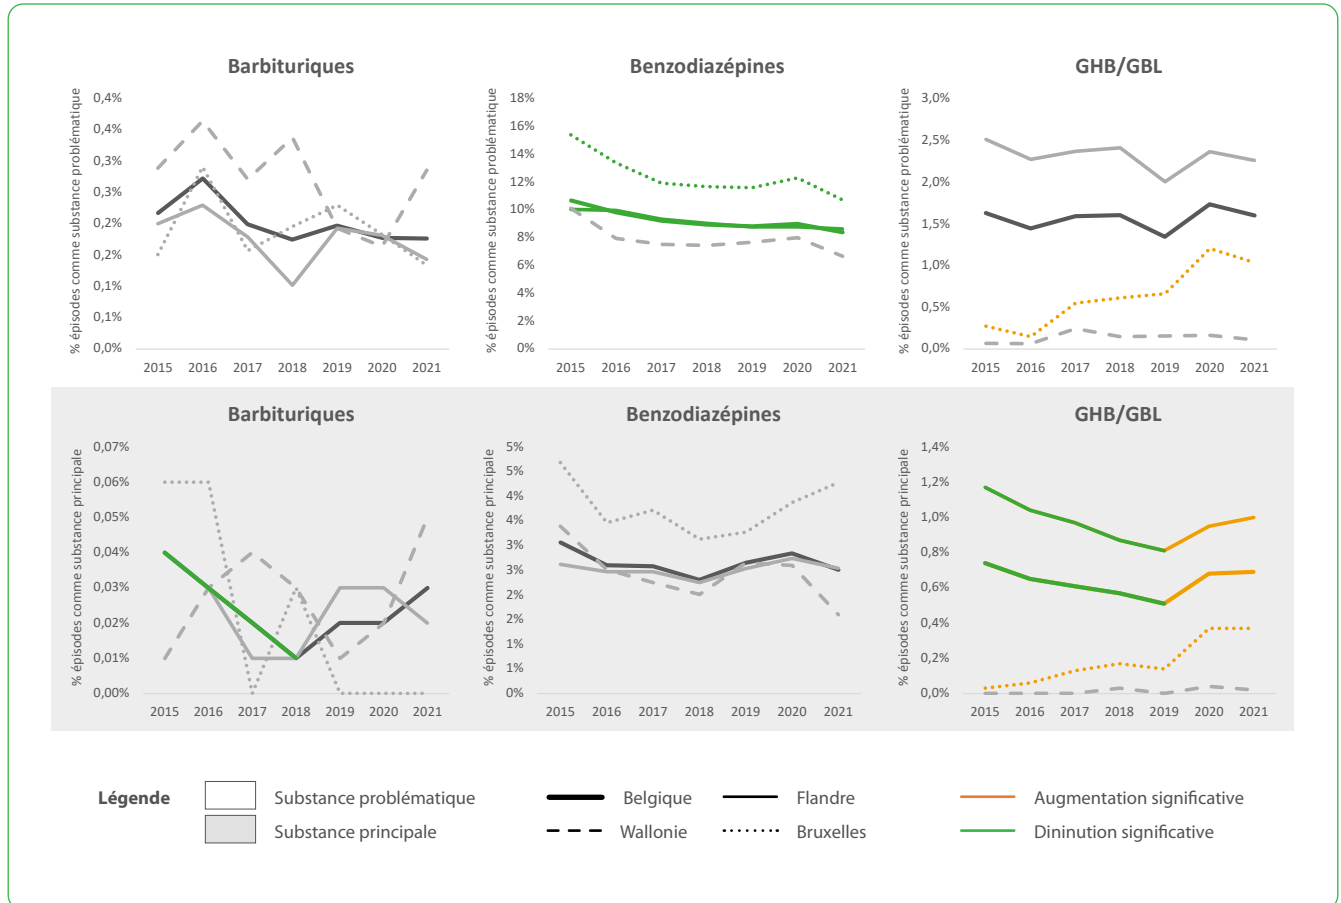 Barbituriques
% épisodes comme substance problématique
0,4%
0,4%
0,3%
0,3%
0,2%
0,2%
0,1%
0,1%
0,0%
2015 2016 2017 2018 2019 2020 2021
Benzodiazépines
% épisodes comme substance problématique
18%
16%
14%
12%
10%
8%
6%
4%
2%
0%
2015 2016 2017 2018 2019 2020 2021
GHB/GBL
% épisodes comme substance problématique
3,0%
2,5%
2,0%
1,5%
1,0%
0,5%
0,0%
2015 2016 2017 2018 2019 2020 2021
Barbituriques
% épisodes comme substance principale
0,07%
0,06%
0,05%
0,04%
0,03%
0,02%
0,01%
0,00%
2015 2016 2017 2018 2019 2020 2021
Benzodiazépines
% épisodes comme substance principale
5%
5%
4%
4%
3%
3%
2%
2%
1%
1%
0%
2015 2016 2017 2018 2019 2020 2021
GHB/GBL
% épisodes comme substance principale
1,4%
1,2%
1,0%
0,8%
0,6%
0,4%
0,2%
0,0%
2015 2016 2017 2018 2019 2020 2021
Légende
Substance problématique
Belgique
Flandre
Augmentation significative
Substance principale
Wallonie
Bruxelles
Dininution significative